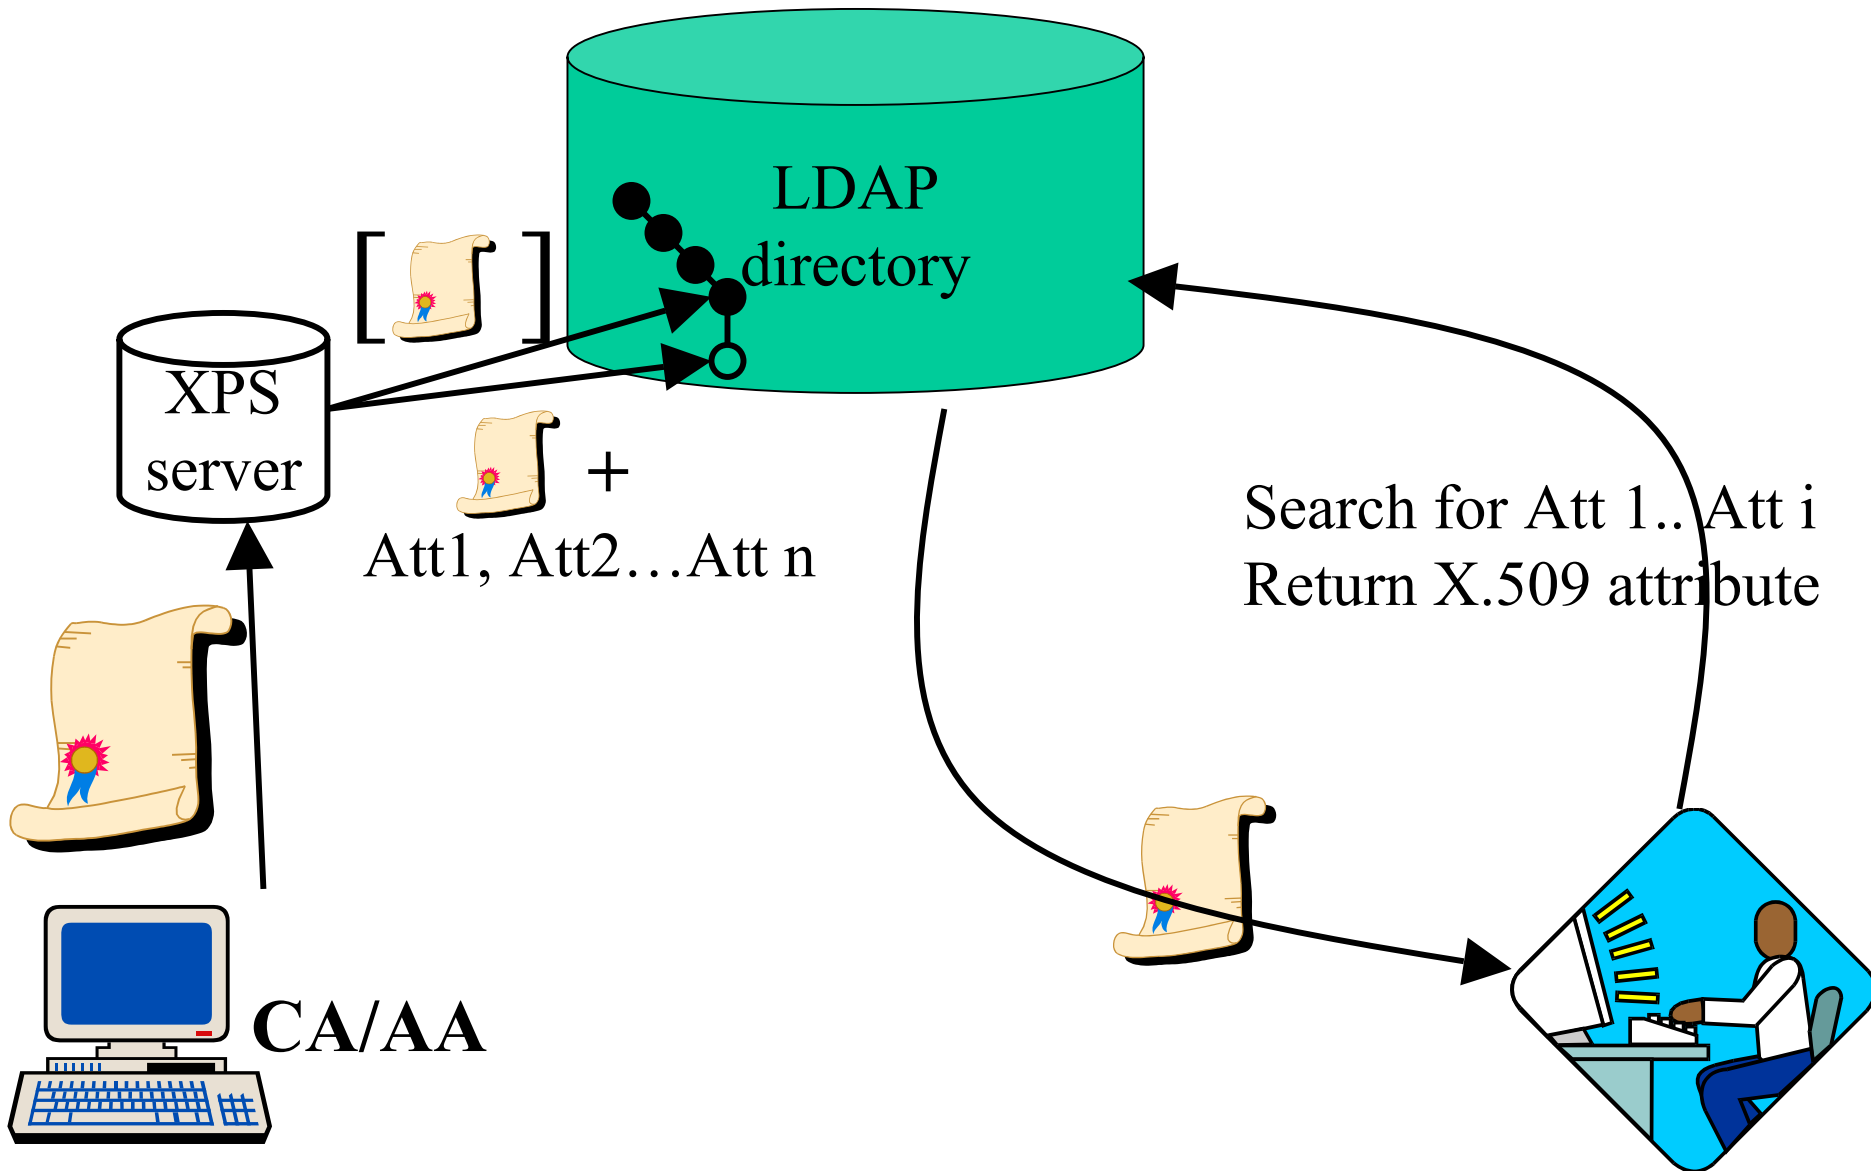 LDAP
directory
[ ]
XPS
server
+
Att1, Att2…Att n
Search for Att 1.. Att i
Return X.509 attribute
CA/AA